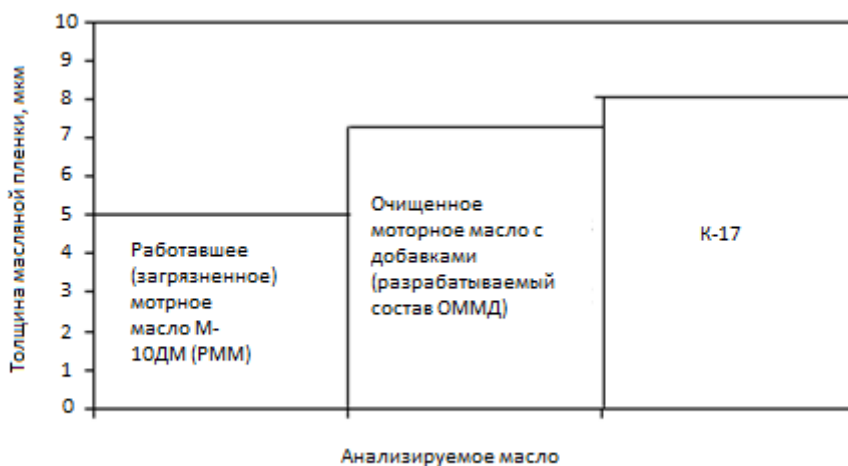 Толщина масляной пленки, мкм
10
9
8
7
6
5
4
3
2
1
0
Работавшее
(загрязненное)
мотрное
масло М-
10ДМ (РММ)
Очищенное
моторное масло с
добавками
(разрабатываемый
состав ОММД)
К-17
Анализируемое масло